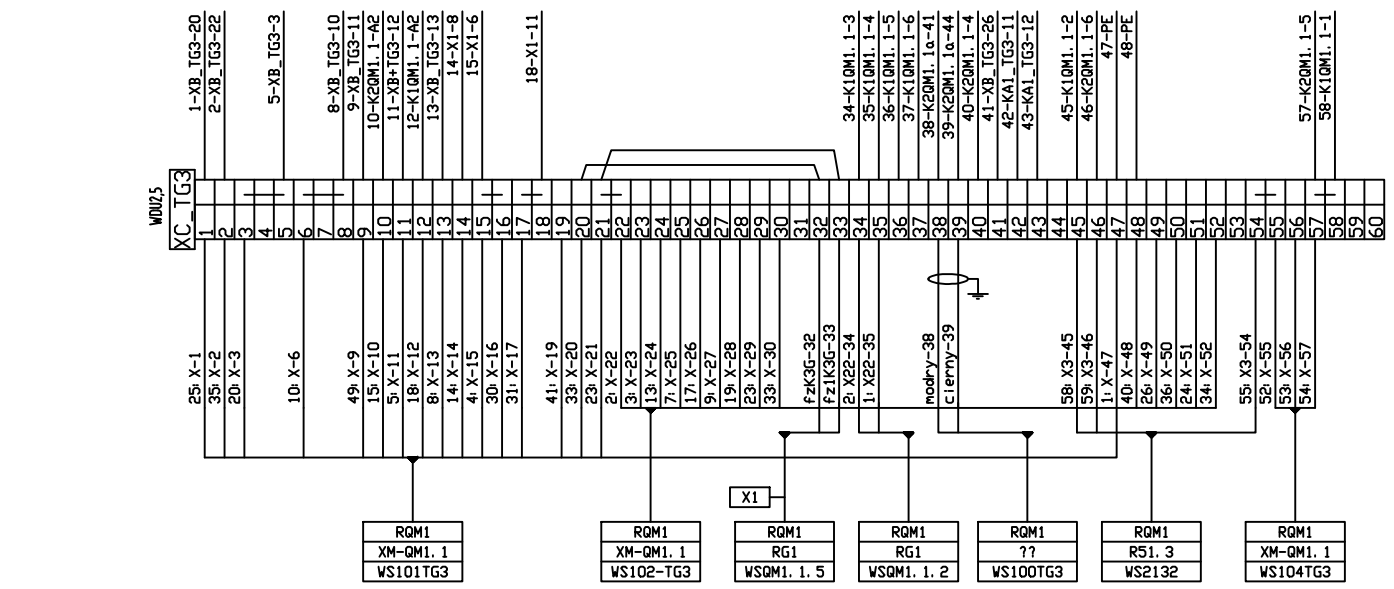 1-XB_TG3-20
2-XB_TG3-22
5-XB_TG3-3
8-XB_TG3-10
9-XB_TG3-11
10-K2QM1.1-A2
11-XB+TG3-12
12-K1QM1.1-A2
13-XB_TG3-13
14-X1-8
15-X1-6
18-X1-11
34-K1QM1.1-3
35-K1QM1.1-4
36-K1QM1.1-5
37-K1QM1.1-6
38-K2QM1.1a-41
39-K2QM1.1a-44
40-K2QM1.1-4
41-XB_TG3-26
42-KA1_TG3-11
43-KA1_TG3-12
45-K1QM1.1-2
46-K2QM1.1-6
47-PE
48-PE
57-K2QM1.1-5
58-K1QM1.1-1
WDU2,5
XC_TG3
1 2 3 4 5 6 7 8 9 10 11 12 13 14 15 16 17 18 19 20 21 22 23 24 25 26 27 28 29 30 31 32 33 34 35 36 37 38 39 40 41 42 43 44 45 46 47 48 49 50 51 52 53 54 55 56 57 58 59 60
25: X-1
35: X-2
20: X-3
10: X-6
49: X-9
15: X-10
5: X-11
18: X-12
8: X-13
14: X-14
4: X-15
30: X-16
31: X-17
41: X-19
33: X-20
23: X-21
2: X-22
3: X-23
13: X-24
7: X-25
17: X-26
9: X-27
19: X-28
23: X-29
33: X-30
fzK3G-32
fz1K3G-33
2: X22-34
1: X22-35
modry-38
cierny-39
58: X3-45
59: X3-46
1: X-47
40: X-48
26: X-49
36: X-50
24: X-51
34: X-52
55: X3-54
52: X-55
53: X-56
54: X-57
X1
RQM1
XM-QM1.1
WS101TG3
RQM1
XM-QM1.1
WS102-TG3
RQM1
RG1
WSQM1.1.5
RQM1
RG1
WSQM1.1.2
RQM1
??
WS100TG3
RQM1
R51.3
WS2132
RQM1
XM-QM1.1
WS104TG3